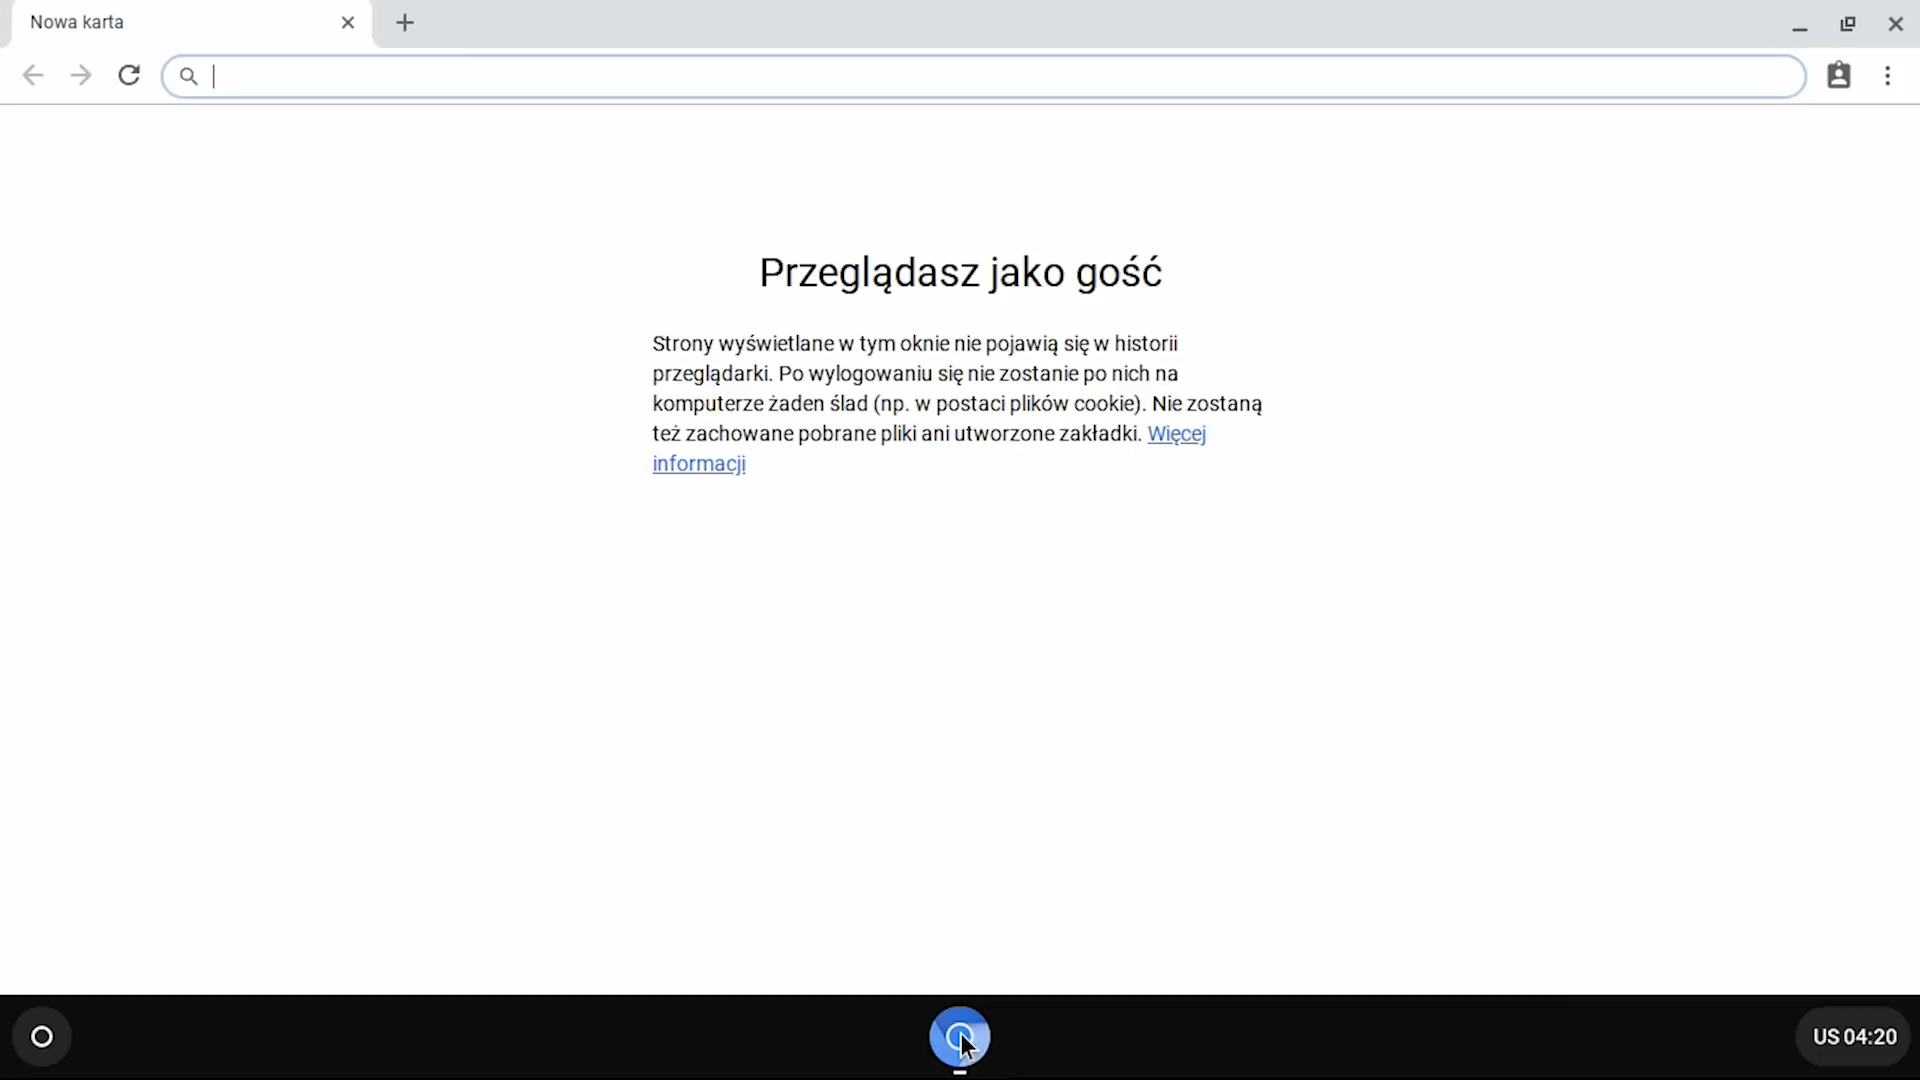 Nowa karta
Przeglądasz jako gość
Strony wyświetlane w tym oknie nie pojawią się w historii
przeglądarki. Po wylogowaniu się nie zostanie po nich na
komputerze żaden ślad (np. w postaci plików cookie). Nie zostaną
też zachowane pobrane pliki ani utworzone zakładki. Więcej
informacji
US 04:20